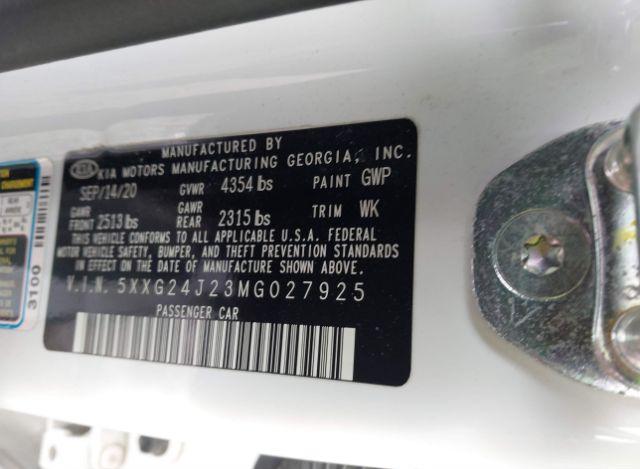 MANUFACTURED BY
KIA KIA MOTORS MANUFACTURING GEORGIA, INC.
SEP/14/20 GVWR 4354 lbs PAINT GWP
GAWR FRONT 2513 lbs GAWR REAR 2315 lbs TRIM WK
THIS VEHICLE CONFORMS TO ALL APPLICABLE U.S.A. FEDERAL
MOTOR VEHICLE SAFETY, BUMPER, AND THEFT PREVENTION STANDARDS
IN EFFECT ON THE DATE OF MANUFACTURE SHOWN ABOVE.
V.I.N. 5XXG24J23MG027925
PASSENGER CAR
3100